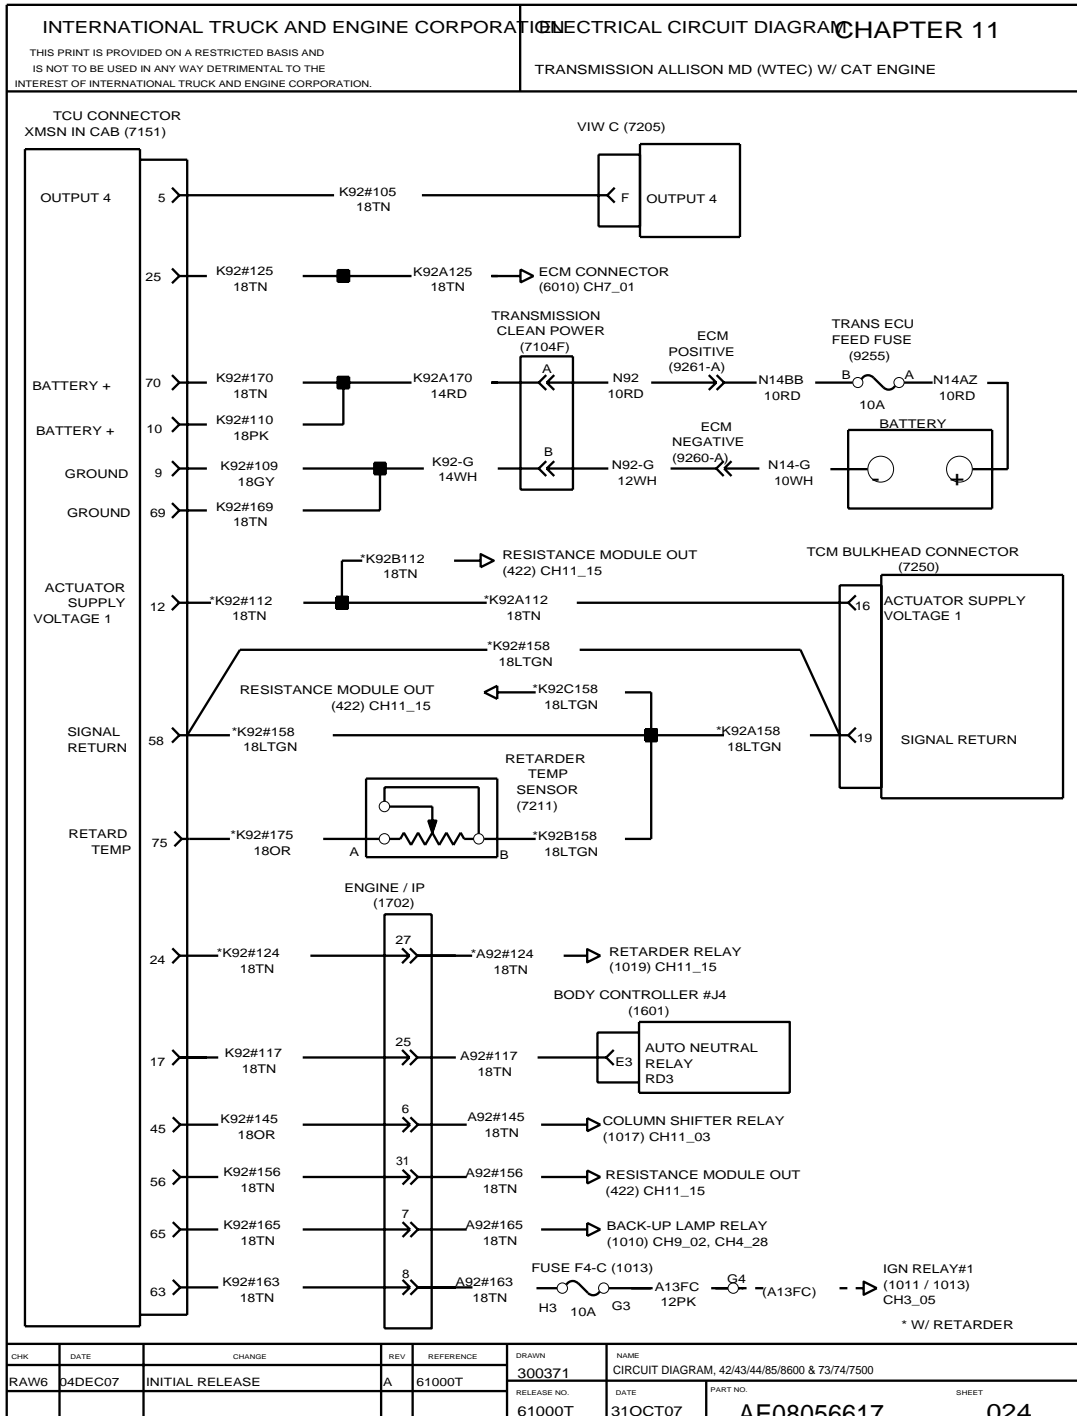 INTERNATIONAL TRUCK AND ENGINE CORPORATION
ELECTRICAL CIRCUIT DIAGRAM
CHAPTER 11
THIS PRINT IS PROVIDED ON A RESTRICTED BASIS AND
IS NOT TO BE USED IN ANY WAY DETRIMENTAL TO THE
INTEREST OF INTERNATIONAL TRUCK AND ENGINE CORPORATION.
TRANSMISSION ALLISON MD (WTEC) W/ CAT ENGINE
TCU CONNECTOR
XMSN IN CAB (7151)
VIW C (7205)
OUTPUT 4
5
K92#105
18TN
F
OUTPUT 4
25
K92#125
18TN
K92A125
18TN
ECM CONNECTOR
(6010) CH7_01
TRANSMISSION
CLEAN POWER
(7104F)
ECM
POSITIVE
(9261-A)
TRANS ECU
FEED FUSE
(9255)
BATTERY +
70
K92#170
18TN
K92A170
14RD
A
N92
10RD
N14BB
10RD
B
A
10A
N14AZ
10RD
BATTERY +
10
K92#110
18PK
ECM
NEGATIVE
(9260-A)
BATTERY
GROUND
9
K92#109
18GY
K92-G
14WH
B
N92-G
12WH
N14-G
10WH
-
+
GROUND
69
K92#169
18TN
*K92B112
18TN
RESISTANCE MODULE OUT
(422) CH11_15
TCM BULKHEAD CONNECTOR
(7250)
ACTUATOR
SUPPLY
VOLTAGE 1
12
*K92#112
18TN
*K92A112
18TN
16
ACTUATOR SUPPLY
VOLTAGE 1
*K92#158
18LTGN
RESISTANCE MODULE OUT
(422) CH11_15
*K92C158
18LTGN
SIGNAL
RETURN
58
*K92#158
18LTGN
*K92A158
18LTGN
19
SIGNAL RETURN
RETARDER
TEMP
SENSOR
(7211)
RETARD
TEMP
75
*K92#175
18OR
A
B
*K92B158
18LTGN
ENGINE / IP
(1702)
24
*K92#124
18TN
27
*A92#124
18TN
RETARDER RELAY
(1019) CH11_15
BODY CONTROLLER #J4
(1601)
17
K92#117
18TN
25
A92#117
18TN
E3
AUTO NEUTRAL
RELAY
RD3
45
K92#145
18OR
6
A92#145
18TN
COLUMN SHIFTER RELAY
(1017) CH11_03
56
K92#156
18TN
31
A92#156
18TN
RESISTANCE MODULE OUT
(422) CH11_15
65
K92#165
18TN
7
A92#165
18TN
BACK-UP LAMP RELAY
(1010) CH9_02, CH4_28
63
K92#163
18TN
8
A92#163
18TN
FUSE F4-C (1013)
H3
10A
G3
A13FC
12PK
G4
(A13FC)
IGN RELAY#1
(1011 / 1013)
CH3_05
* W/ RETARDER
CHK
DATE
CHANGE
REV
REFERENCE
DRAWN
NAME
RAW6
04DEC07
INITIAL RELEASE
A
61000T
300371
CIRCUIT DIAGRAM, 42/43/44/85/8600 & 73/74/7500
RELEASE NO.
DATE
PART NO.
SHEET
61000T
31OCT07
AE08056617
024